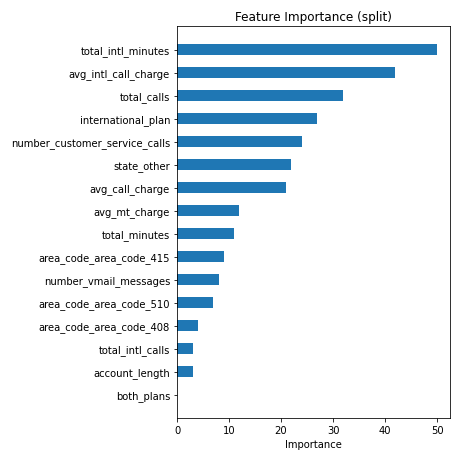 Feature Importance (split)
total_intl_minutes
avg_intl_call_charge
total_calls
international_plan
number_customer_service_calls
state_other
avg_call_charge
avg_mt_charge
total_minutes
area_code_area_code_415
number_vmail_messages
area_code_area_code_510
area_code_area_code_408
total_intl_calls
account_length
both_plans
0 10 20 30 40 50
Importance